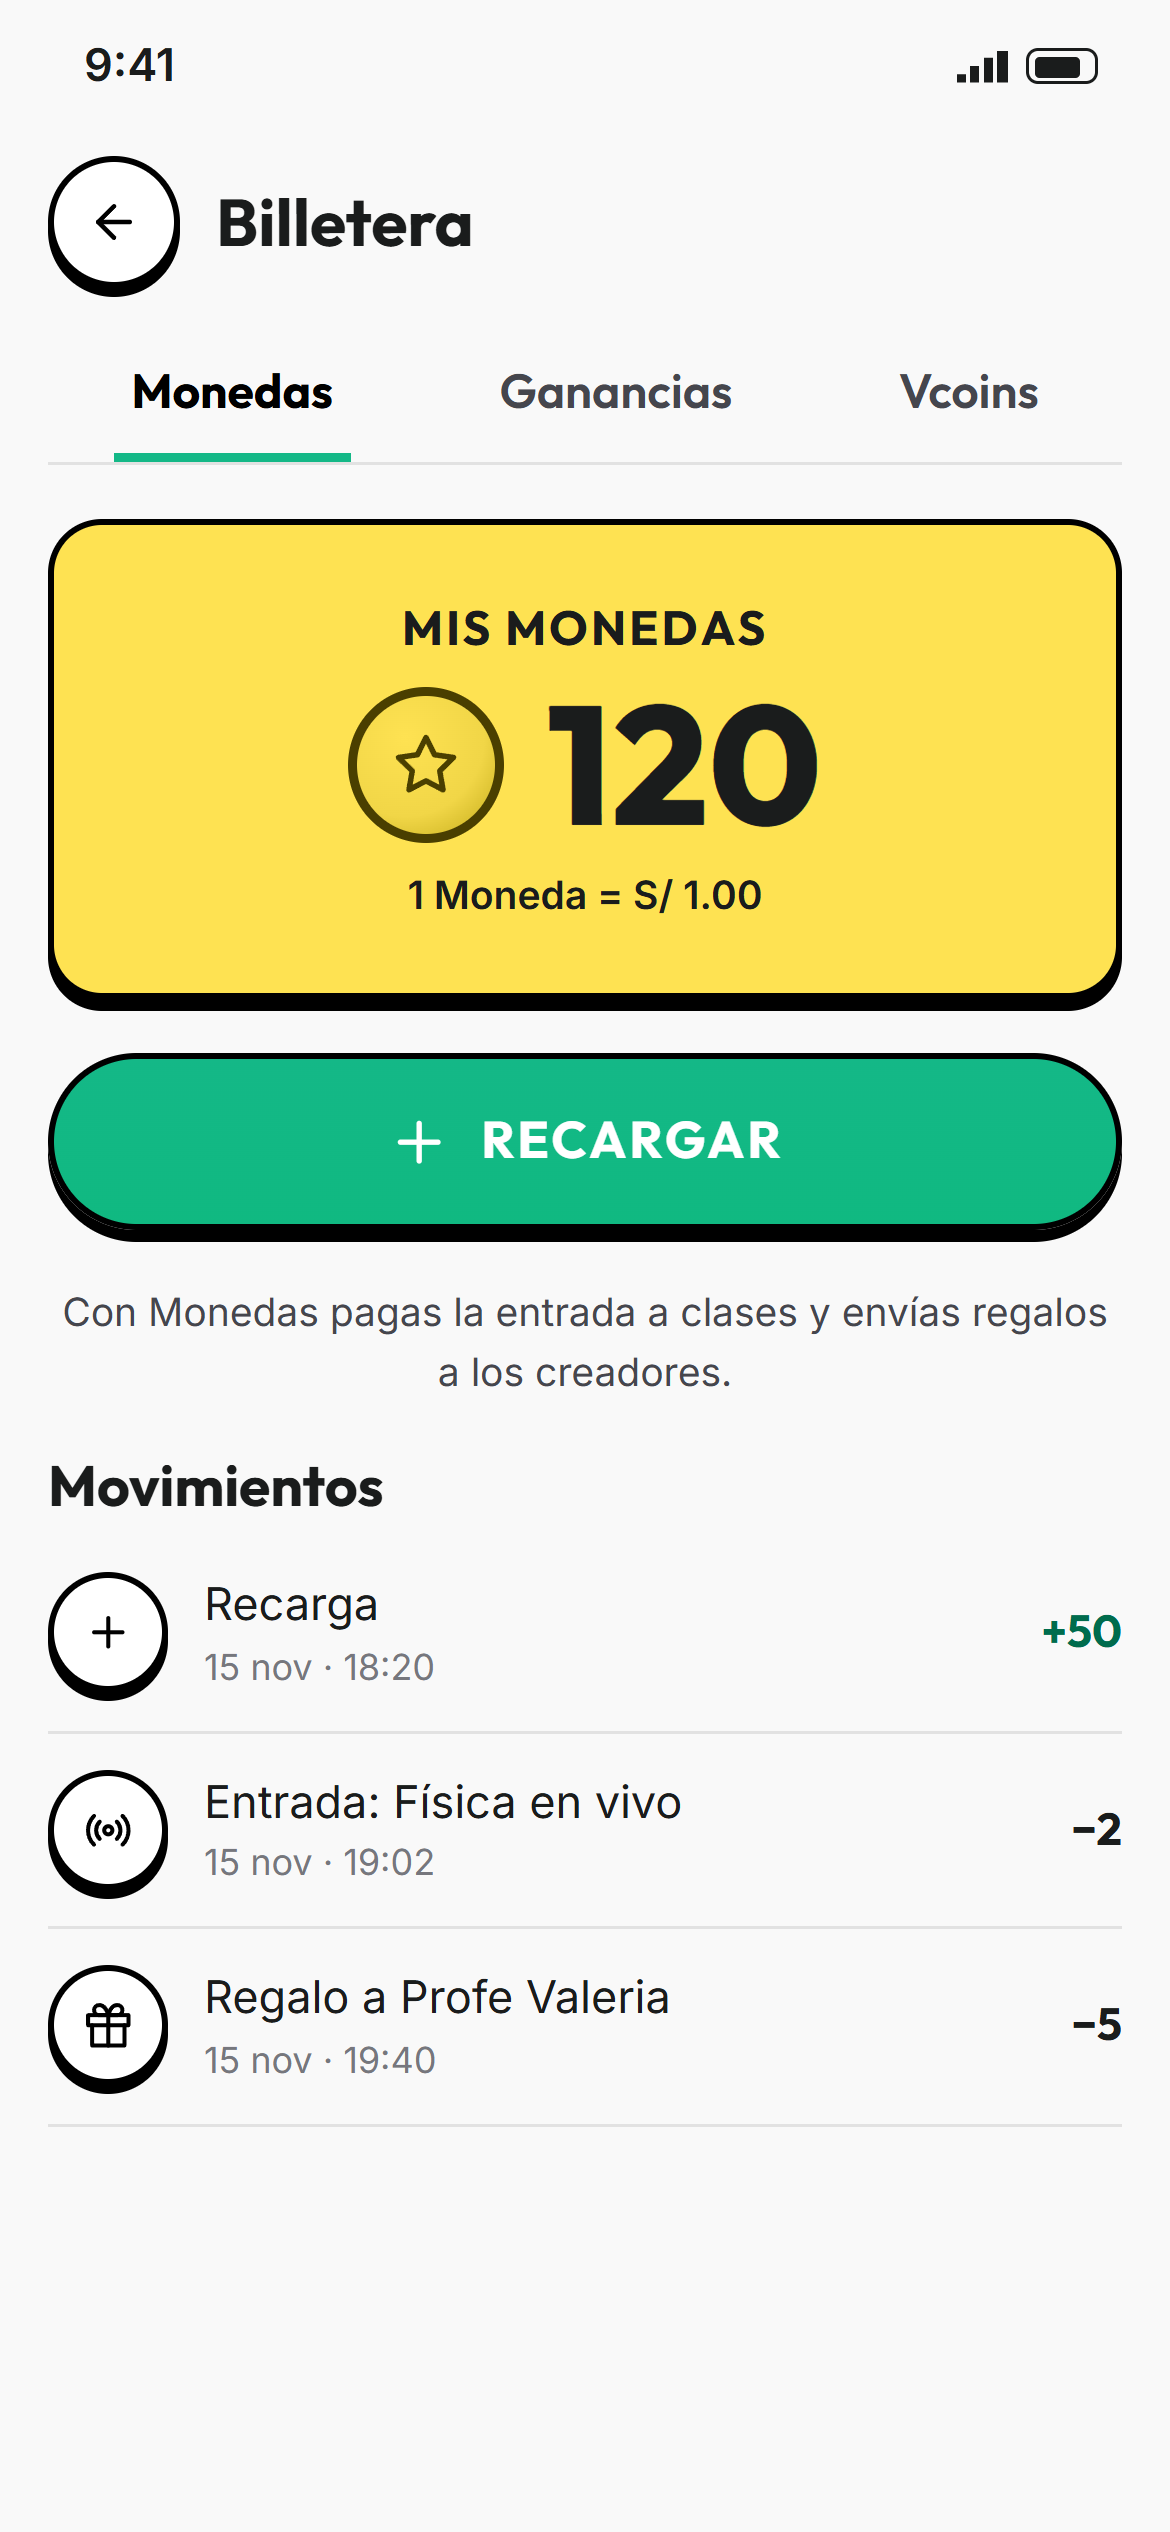 9:41
Billetera
Monedas Ganancias Vcoins
MIS MONEDAS
120
1 Moneda = S/ 1.00
+ RECARGAR
Con Monedas pagas la entrada a clases y envías regalos
a los creadores.
Movimientos
Recarga
15 nov · 18:20
+50
Entrada: Física en vivo
15 nov · 19:02
−2
Regalo a Profe Valeria
15 nov · 19:40
−5